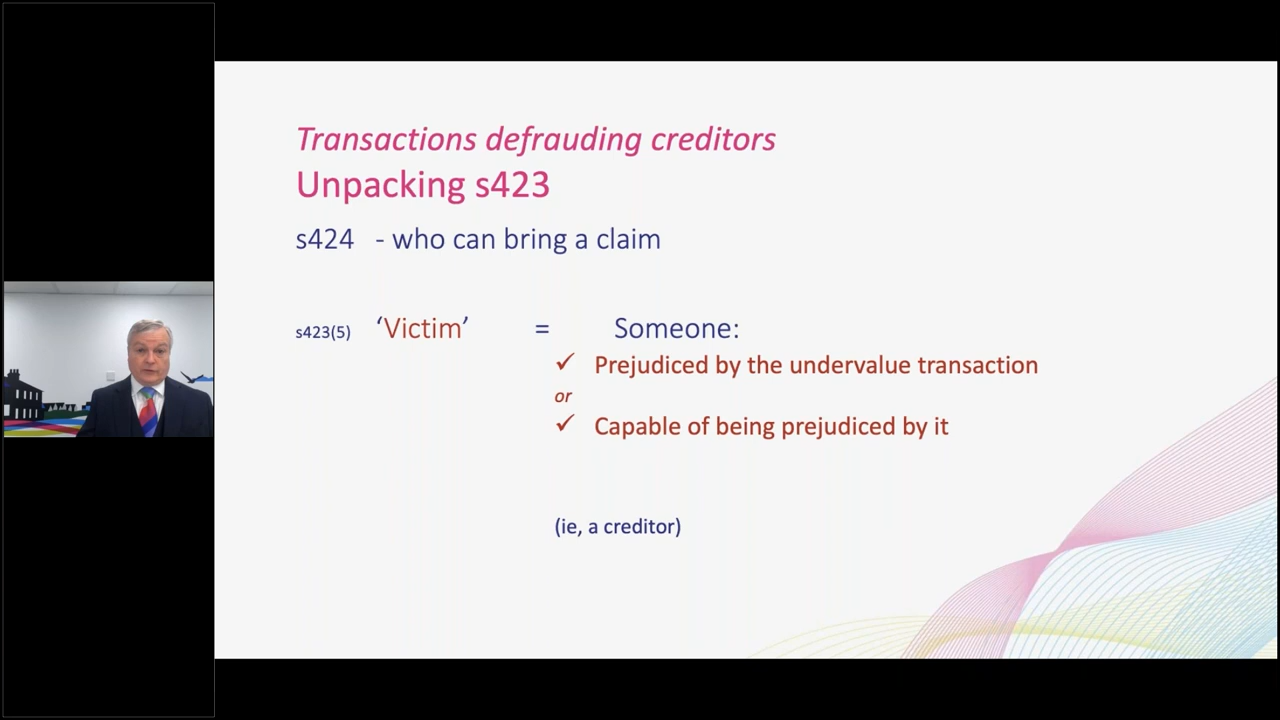 Transactions defrauding creditors
Unpacking s423
s424 - who can bring a claim
s423(5) ‘Victim’ = Someone:
✓ Prejudiced by the undervalue transaction
or
✓ Capable of being prejudiced by it
(ie, a creditor)